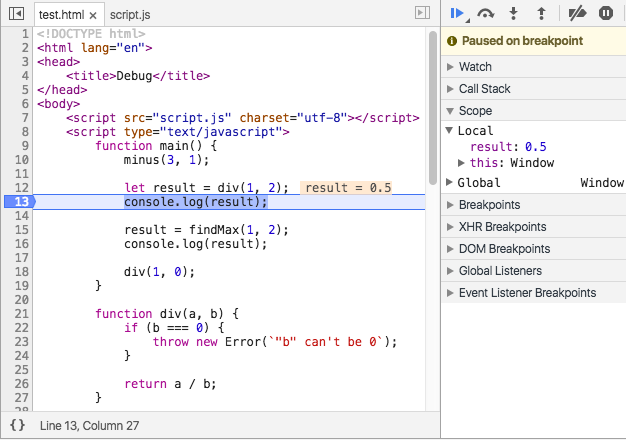 test.html × script.js
1 <!DOCTYPE html>
2 <html lang="en">
3 <head>
4 <title>Debug</title>
5 </head>
6 <body>
7 <script src="script.js" charset="utf-8"></script>
8 <script type="text/javascript">
9 function main() {
10 minus(3, 1);
11
12 let result = div(1, 2); result = 0.5
13 console.log(result);
14
15 result = findMax(1, 2);
16 console.log(result);
17
18 div(1, 0);
19 }
20
21 function div(a, b) {
22 if (b === 0) {
23 throw new Error(`"b" can't be 0`);
24 }
25
26 return a / b;
27 }
28
{} Line 13, Column 27
Paused on breakpoint
Watch
Call Stack
Scope
Local
result: 0.5
this: Window
Global Window
Breakpoints
XHR Breakpoints
DOM Breakpoints
Global Listeners
Event Listener Breakpoints